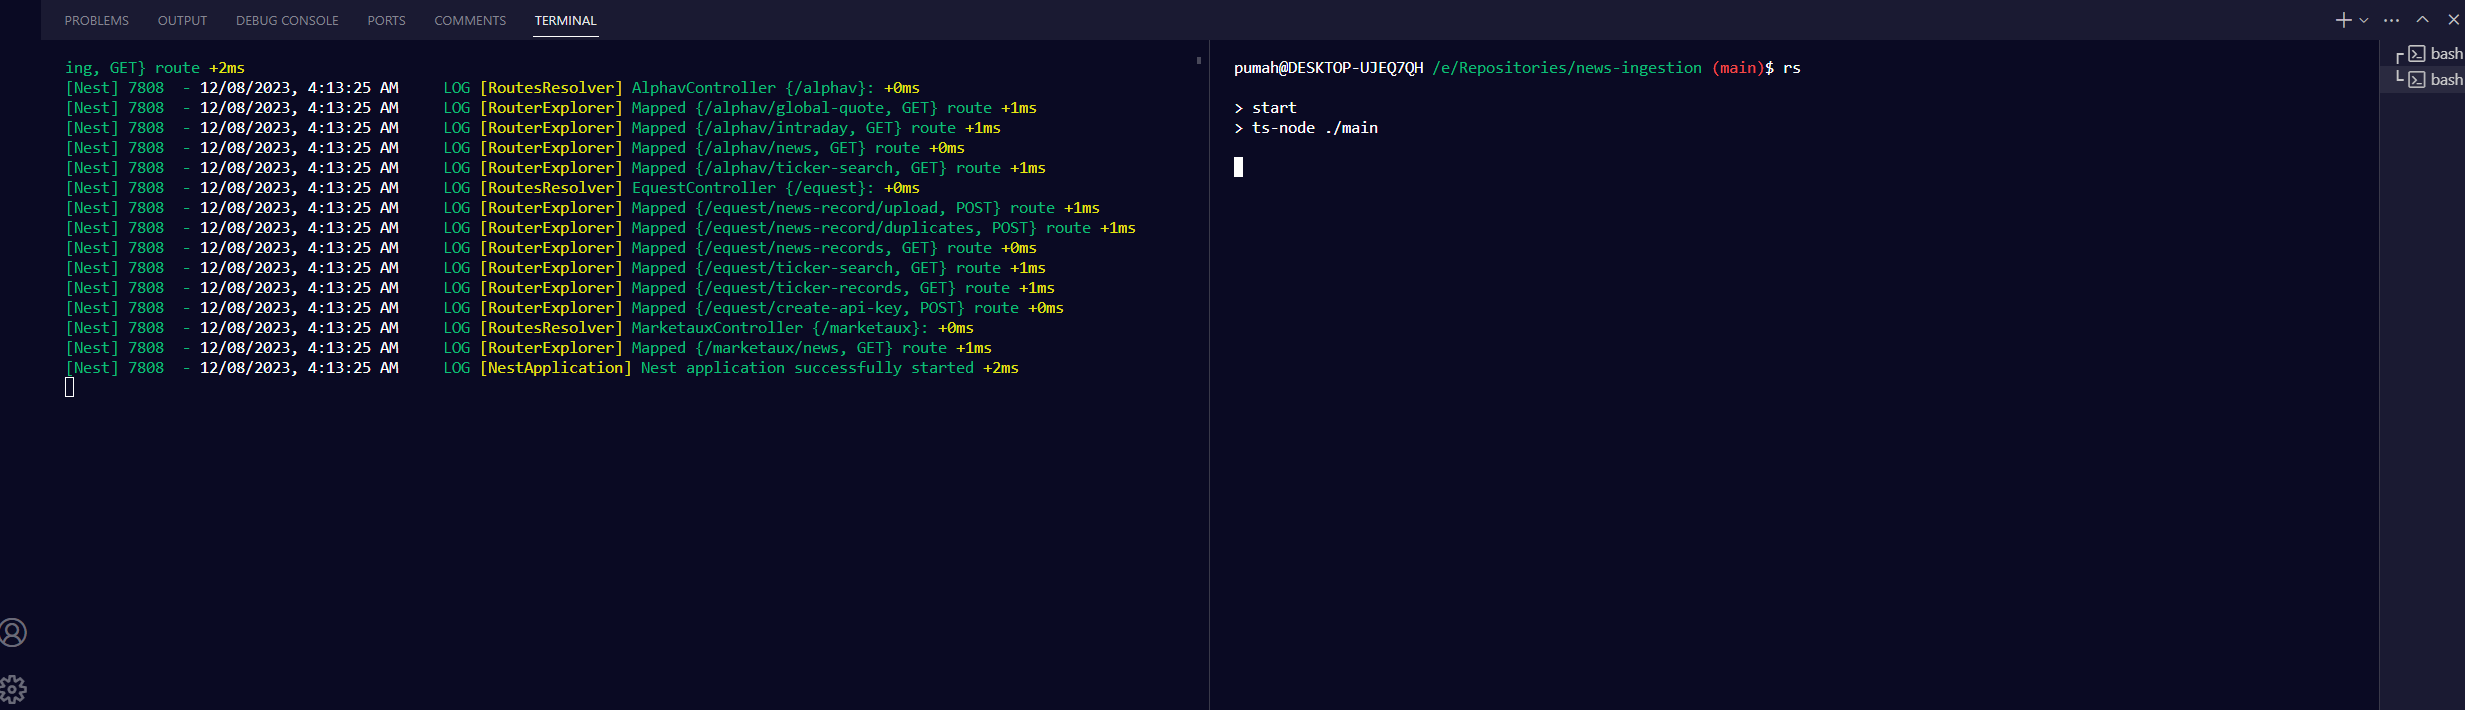 PROBLEMS OUTPUT DEBUG CONSOLE PORTS COMMENTS TERMINAL
ing, GET} route +2ms
[Nest] 7808  - 12/08/2023, 4:13:25 AM     LOG [RoutesResolver] AlphavController {/alphav}: +0ms
[Nest] 7808  - 12/08/2023, 4:13:25 AM     LOG [RouterExplorer] Mapped {/alphav/global-quote, GET} route +1ms
[Nest] 7808  - 12/08/2023, 4:13:25 AM     LOG [RouterExplorer] Mapped {/alphav/intraday, GET} route +1ms
[Nest] 7808  - 12/08/2023, 4:13:25 AM     LOG [RouterExplorer] Mapped {/alphav/news, GET} route +0ms
[Nest] 7808  - 12/08/2023, 4:13:25 AM     LOG [RouterExplorer] Mapped {/alphav/ticker-search, GET} route +1ms
[Nest] 7808  - 12/08/2023, 4:13:25 AM     LOG [RoutesResolver] EquestController {/equest}: +0ms
[Nest] 7808  - 12/08/2023, 4:13:25 AM     LOG [RouterExplorer] Mapped {/equest/news-record/upload, POST} route +1ms
[Nest] 7808  - 12/08/2023, 4:13:25 AM     LOG [RouterExplorer] Mapped {/equest/news-record/duplicates, POST} route +1ms
[Nest] 7808  - 12/08/2023, 4:13:25 AM     LOG [RouterExplorer] Mapped {/equest/news-records, GET} route +0ms
[Nest] 7808  - 12/08/2023, 4:13:25 AM     LOG [RouterExplorer] Mapped {/equest/ticker-search, GET} route +1ms
[Nest] 7808  - 12/08/2023, 4:13:25 AM     LOG [RouterExplorer] Mapped {/equest/ticker-records, GET} route +1ms
[Nest] 7808  - 12/08/2023, 4:13:25 AM     LOG [RouterExplorer] Mapped {/equest/create-api-key, POST} route +0ms
[Nest] 7808  - 12/08/2023, 4:13:25 AM     LOG [RoutesResolver] MarketauxController {/marketaux}: +0ms
[Nest] 7808  - 12/08/2023, 4:13:25 AM     LOG [RouterExplorer] Mapped {/marketaux/news, GET} route +1ms
[Nest] 7808  - 12/08/2023, 4:13:25 AM     LOG [NestApplication] Nest application successfully started +2ms
pumah@DESKTOP-UJEQ7QH /e/Repositories/news-ingestion (main)$ rs
> start
> ts-node ./main
bash
bash